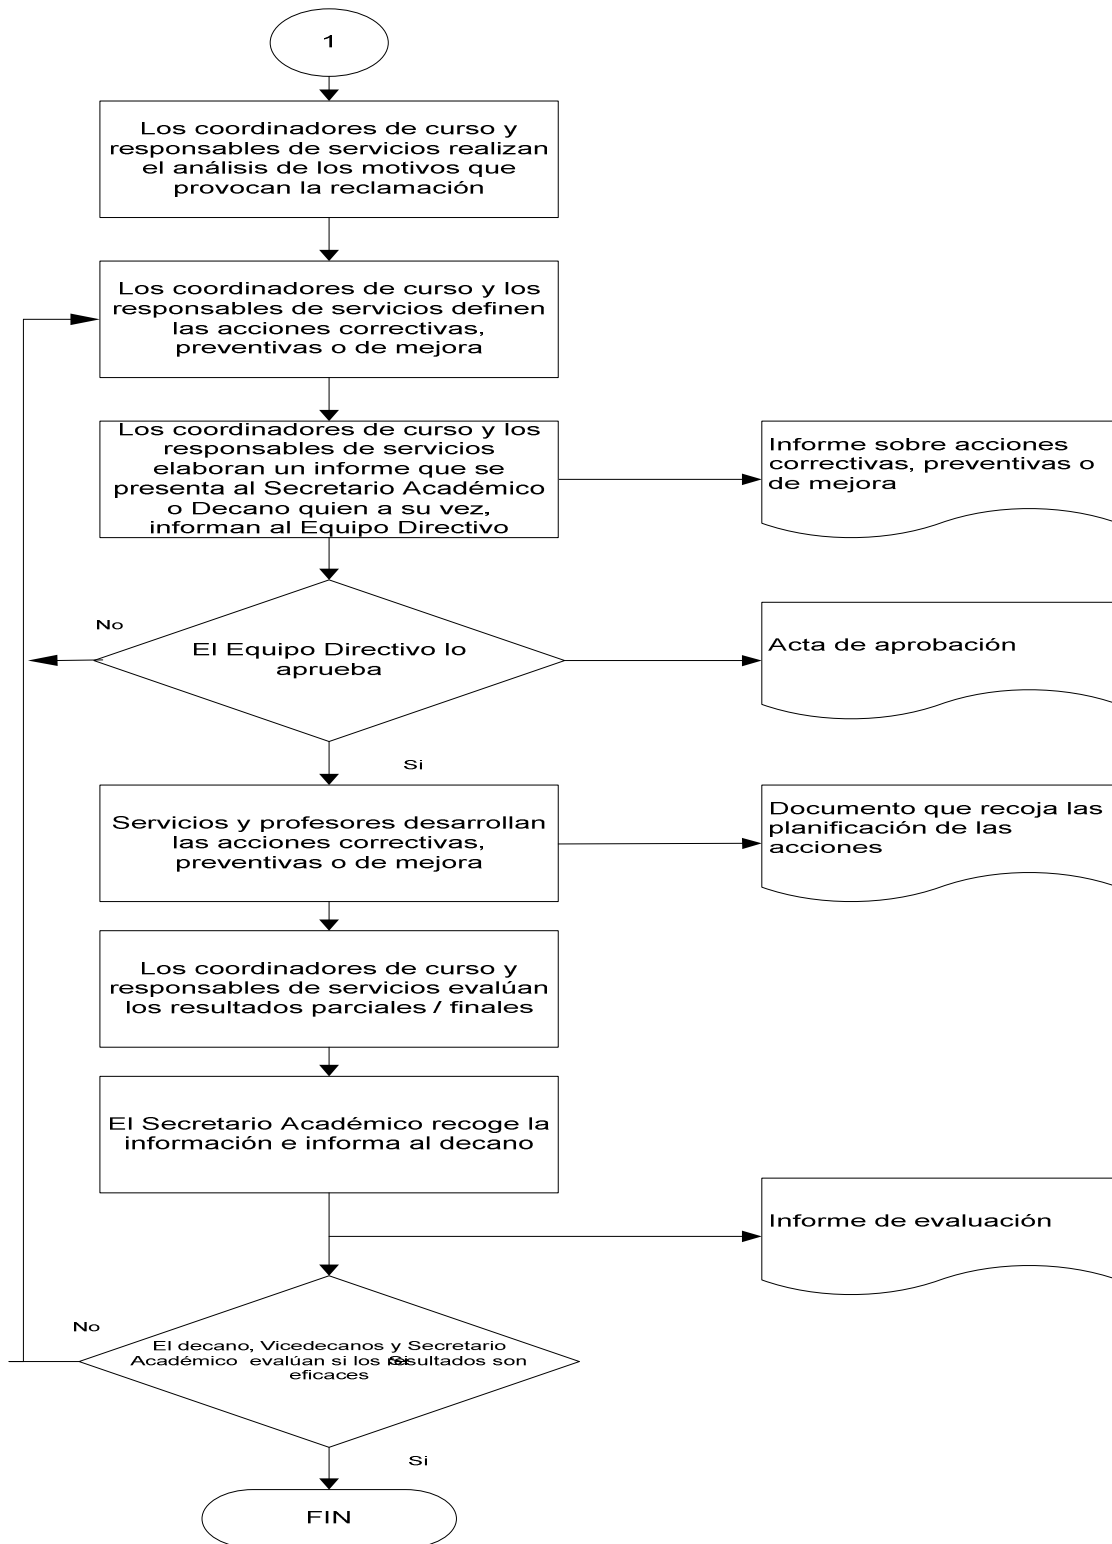 1
Los coordinadores de curso y
responsables de servicios realizan
el análisis de los motivos que
provocan la reclamación
Los coordinadores de curso y los
responsables de servicios definen
las acciones correctivas,
preventivas o de mejora
Los coordinadores de curso y los
responsables de servicios
elaboran un informe que se
presenta al Secretario Académico
o Decano quien a su vez,
informan al Equipo Directivo
Informe sobre acciones
correctivas, preventivas o
de mejora
No
El Equipo Directivo lo
aprueba
Acta de aprobación
Si
Servicios y profesores desarrollan
las acciones correctivas,
preventivas o de mejora
Documento que recoja las
planificación de las
acciones
Los coordinadores de curso y
responsables de servicios evalúan
los resultados parciales / finales
El Secretario Académico recoge la
información e informa al decano
Informe de evaluación
No
El decano, Vicedecanos y Secretario
Académico evalúan si los resultados son
eficaces
Si
Si
FIN